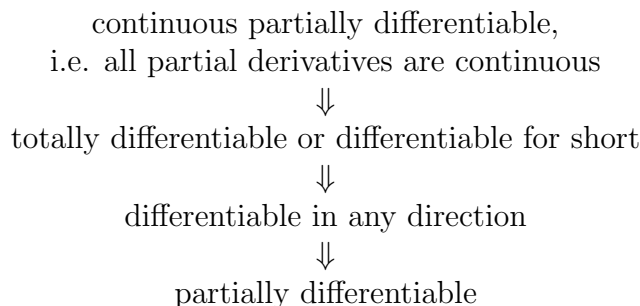 continuous partially differentiable,
i.e. all partial derivatives are continuous
⇓
totally differentiable or differentiable for short
⇓
differentiable in any direction
⇓
partially differentiable